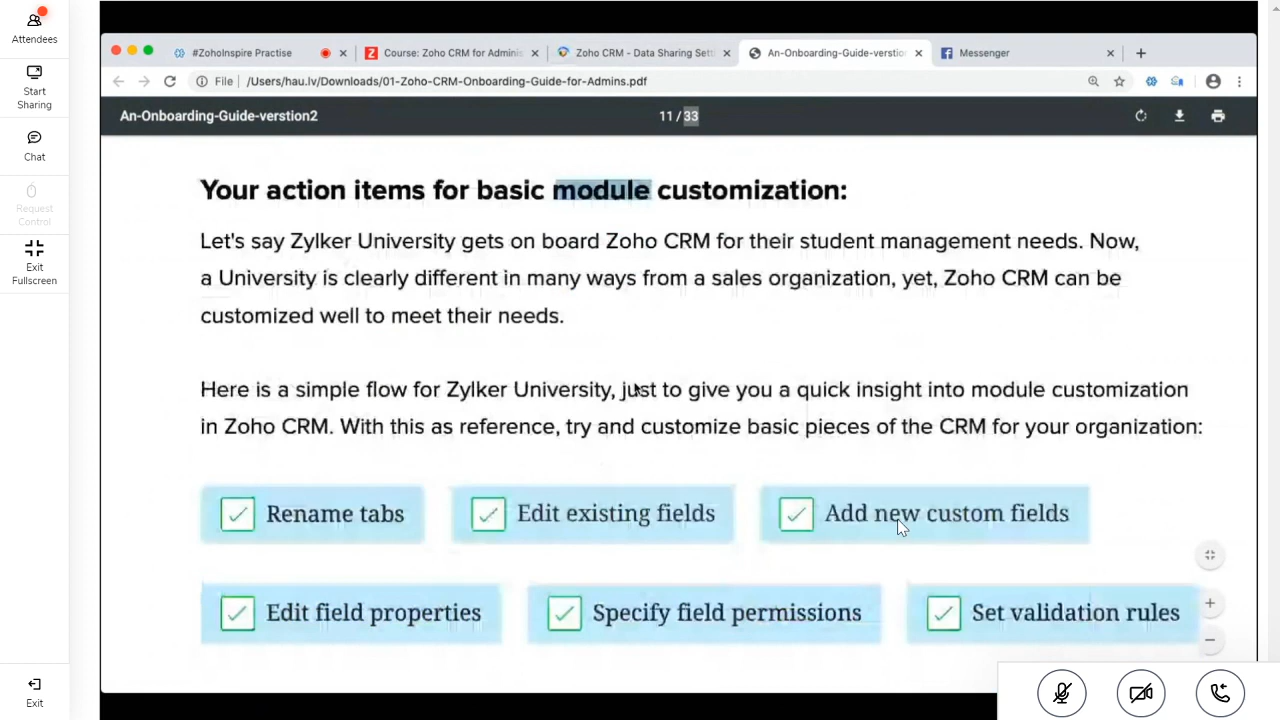 Attendees
Start
Sharing
Chat
Request
Control
Exit
Fullscreen
Exit
#ZohoInspire Practise
Course: Zoho CRM for Adminis
Zoho CRM - Data Sharing Sett
An-Onboarding-Guide-verstion
Messenger
File
/Users/hau.lv/Downloads/01-Zoho-CRM-Onboarding-Guide-for-Admins.pdf
An-Onboarding-Guide-verstion2
11 / 33
Your action items for basic module customization:
Let's say Zylker University gets on board Zoho CRM for their student management needs. Now,
a University is clearly different in many ways from a sales organization, yet, Zoho CRM can be
customized well to meet their needs.
Here is a simple flow for Zylker University, just to give you a quick insight into module customization
in Zoho CRM. With this as reference, try and customize basic pieces of the CRM for your organization:
Rename tabs
Edit existing fields
Add new custom fields
Edit field properties
Specify field permissions
Set validation rules